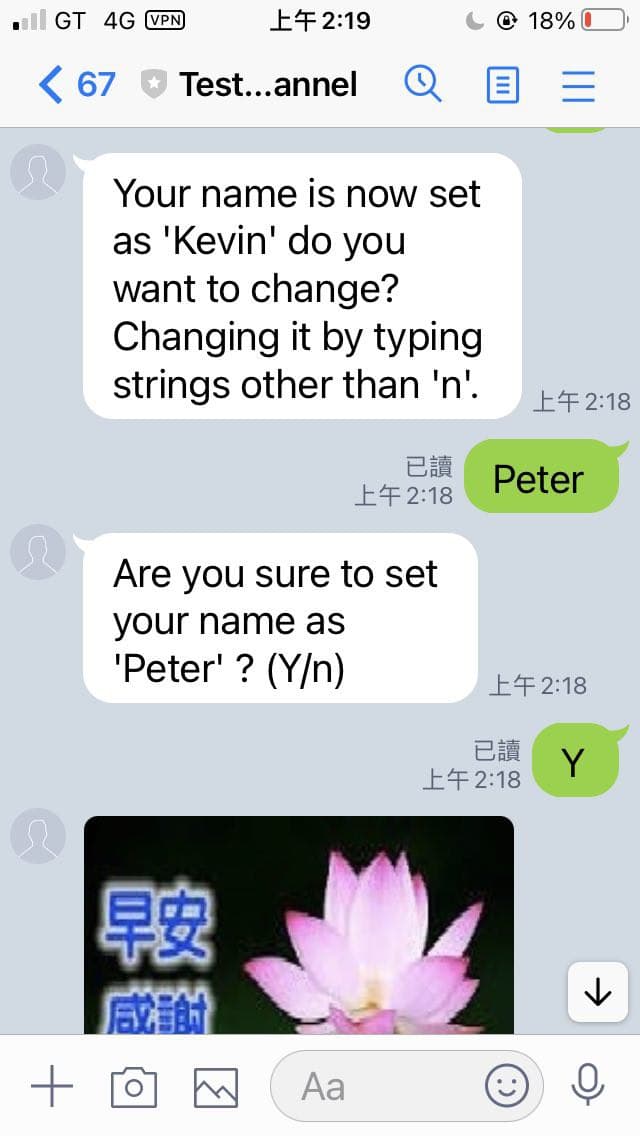 GT 4G VPN 上午2:19 18%
67 Test...annel
Your name is now set
as 'Kevin' do you
want to change?
Changing it by typing
strings other than 'n'.
上午2:18
已讀
上午2:18
Peter
Are you sure to set
your name as
'Peter' ? (Y/n)
上午2:18
已讀
上午2:18
Y
早安
感謝
Aa